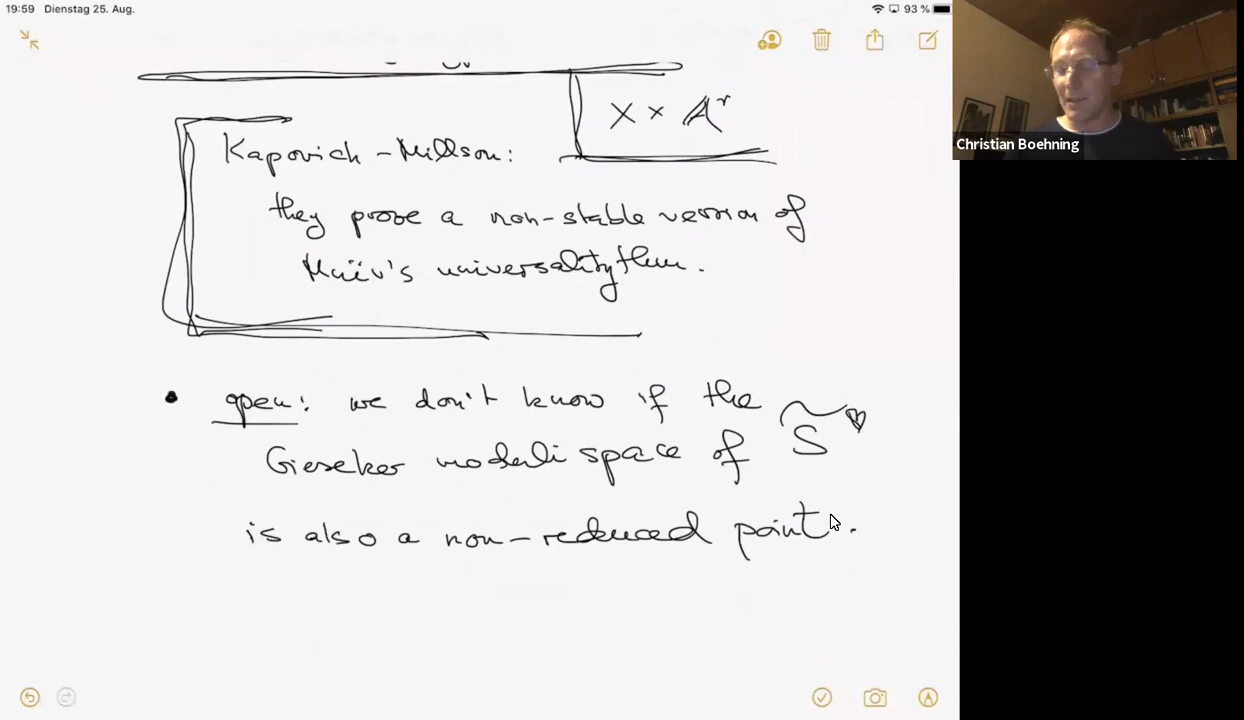 19:59 Dienstag 25. Aug.
93 %
X × 𝔸ʳ
Kapovich - Millson:
they prove a non-stable version of
Mnëv's universality thm.
Christian Boehning
• open: we don't know if the
Gieseker moduli space of S̃♡
is also a non-reduced point.